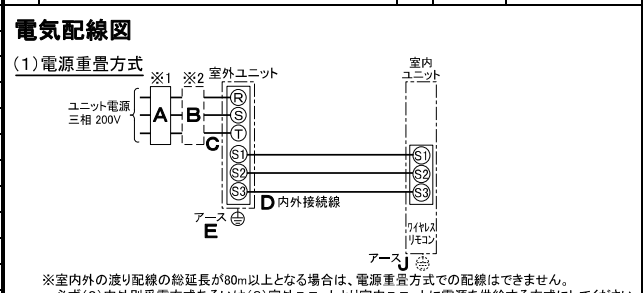 電気配線図
(1)電源重畳方式
※1 ※2 室外ユニット
室内
ユニット
ユニット電源
三相 200V
A
B
R
S
T
C
S1
S2
S3
S1
S2
S3
D 内外接続線
アース
E
ワイヤレス
リモコン
アース J
※室内外の渡り配線の総延長が80m以上となる場合は、電源重畳方式での配線はできません。